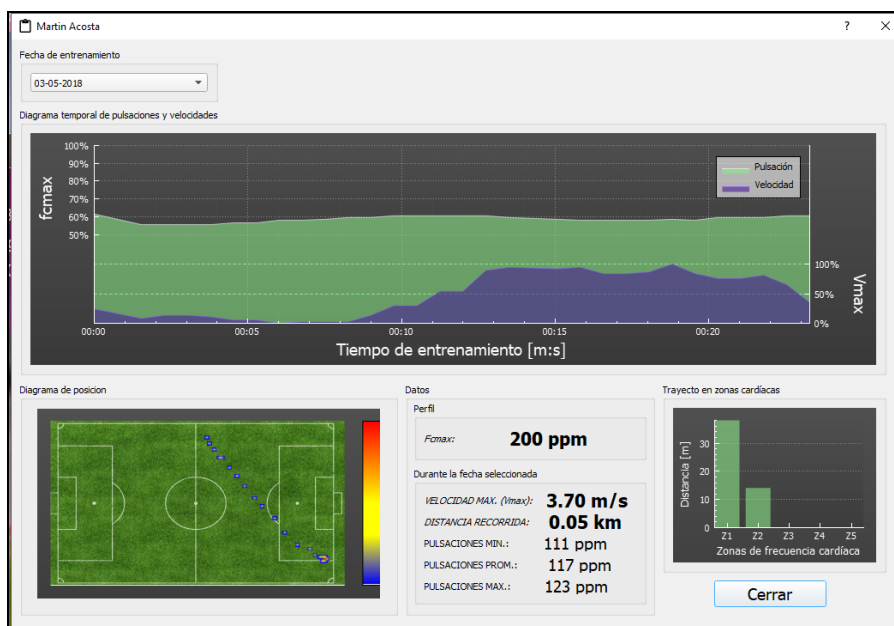 Martin Acosta
?
Fecha de entrenamiento
03-05-2018
Diagrama temporal de pulsaciones y velocidades
fcmax
100%
90%
80%
70%
60%
50%
Pulsación
Velocidad
100%
50%
0%
Vmax
00:00 00:05 00:10 00:15 00:20
Tiempo de entrenamiento [m:s]
Diagrama de posicion
Datos
Perfil
Fcmax: 200 ppm
Durante la fecha seleccionada
VELOCIDAD MAX. (Vmax): 3.70 m/s
DISTANCIA RECORRIDA: 0.05 km
PULSACIONES MIN.: 111 ppm
PULSACIONES PROM.: 117 ppm
PULSACIONES MAX.: 123 ppm
Trayecto en zonas cardíacas
Distancia [m]
30
20
10
0
Z1 Z2 Z3 Z4 Z5
Zonas de frecuencia cardíaca
Cerrar